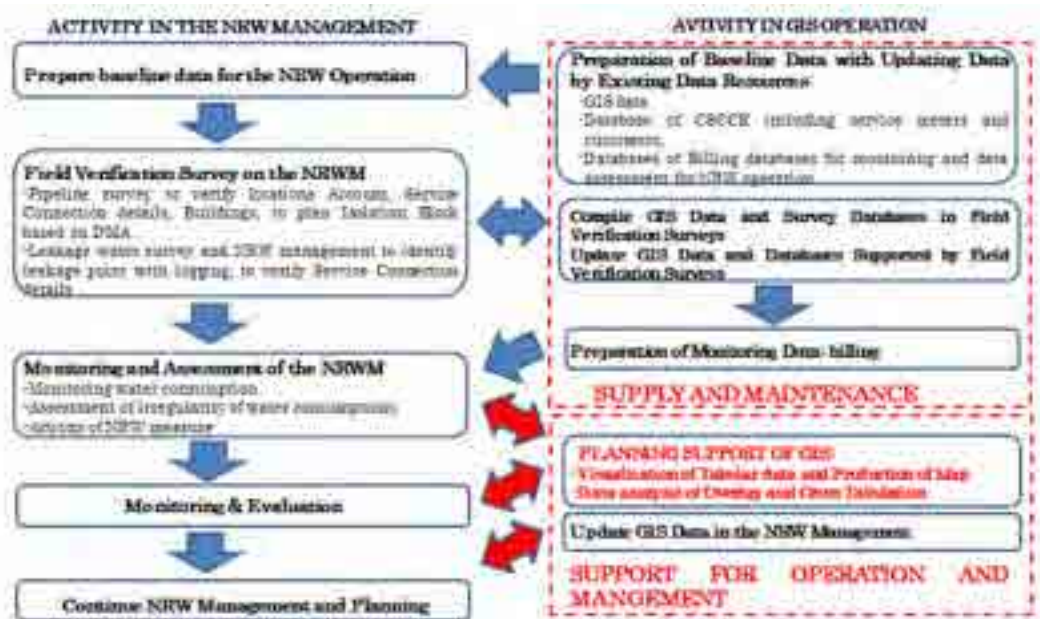 ACTIVITY IN THE NRW MANAGEMENT
Prepare baseline data for the NRW Operation
Field Verification Survey on the NRWM
·Pipeline survey to verify locations Account, Service
Connection details, Buildings, to plan Isolation Block
based on DMA
·Leakage water survey and NRW management to identify
leakage point with logging, to verify Service Connection
details
Monitoring and Assessment of the NRWM
·Monitoring water consumption
·Assessment of irregularity of water consumptions
of NRW measure
Monitoring & Evaluation
Continue NRW Management and Planning
AVTIVITY IN GIS OPERATION
Preparation of Baseline Data with Updating Data
by Existing Data Resources
·GIS data
·Database of including service meters and
customers
·Databases of Billing databases for monitoring and data
assessment for operation
Compile GIS Data and Survey Databases in Field
Verification Surveys
Update GIS Data and Databases Supported by Field
Verification Surveys
Preparation of Monitoring Data- billing
SUPPLY AND MAINTENANCE
PLANNING SUPPORT OF GIS
Visualization of Tabular data and Production of Map
Data analysis of Overlay and Cross Tabulation
Update GIS Data in the NRW Management
SUPPORT FOR OPERATION AND
MANGEMENT